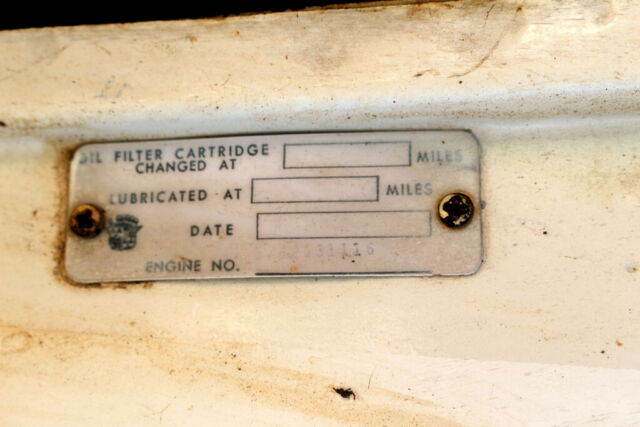 OIL FILTER CARTRIDGE
CHANGED AT MILES
LUBRICATED AT MILES
DATE
ENGINE NO.